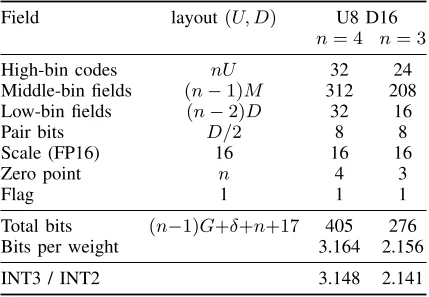 Field layout (U, D) U8 D16
n = 4 n = 3
High-bin codes nU 32 24
Middle-bin fields (n − 1)M 312 208
Low-bin fields (n − 2)D 32 16
Pair bits D/2 8 8
Scale (FP16) 16 16 16
Zero point n 4 3
Flag 1 1 1
Total bits (n−1)G+δ+n+17 405 276
Bits per weight 3.164 2.156
INT3 / INT2 3.148 2.141